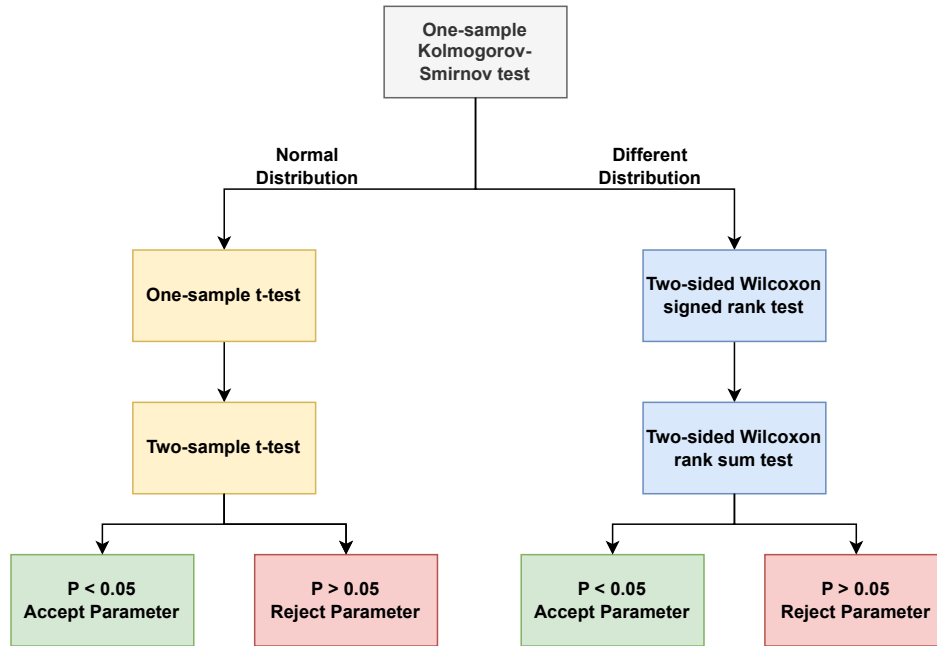 One-sample
Kolmogorov-
Smirnov test
Normal
Distribution
Different
Distribution
One-sample t-test
Two-sided Wilcoxon
signed rank test
Two-sample t-test
Two-sided Wilcoxon
rank sum test
P < 0.05
Accept Parameter
P > 0.05
Reject Parameter
P < 0.05
Accept Parameter
P > 0.05
Reject Parameter